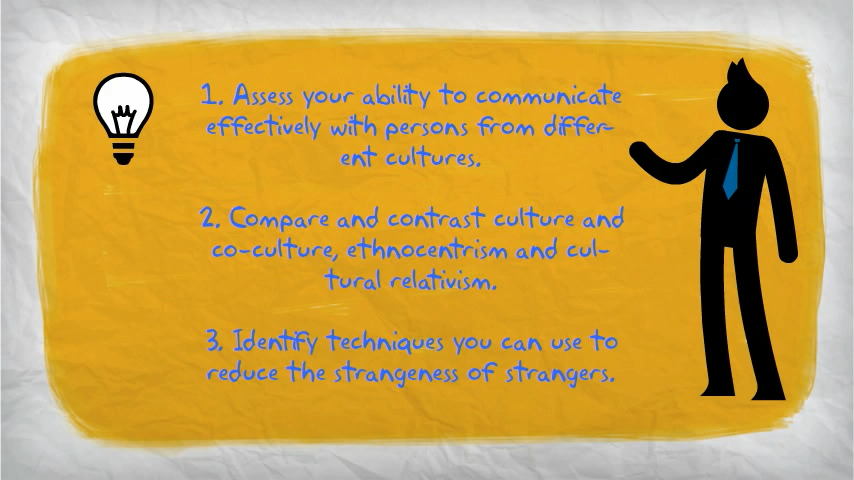 1. Assess your ability to communicate
effectively with persons from differ-
ent cultures.
2. Compare and contrast culture and
co-culture, ethnocentrism and cul-
tural relativism.
3. Identify techniques you can use to
reduce the strangeness of strangers.